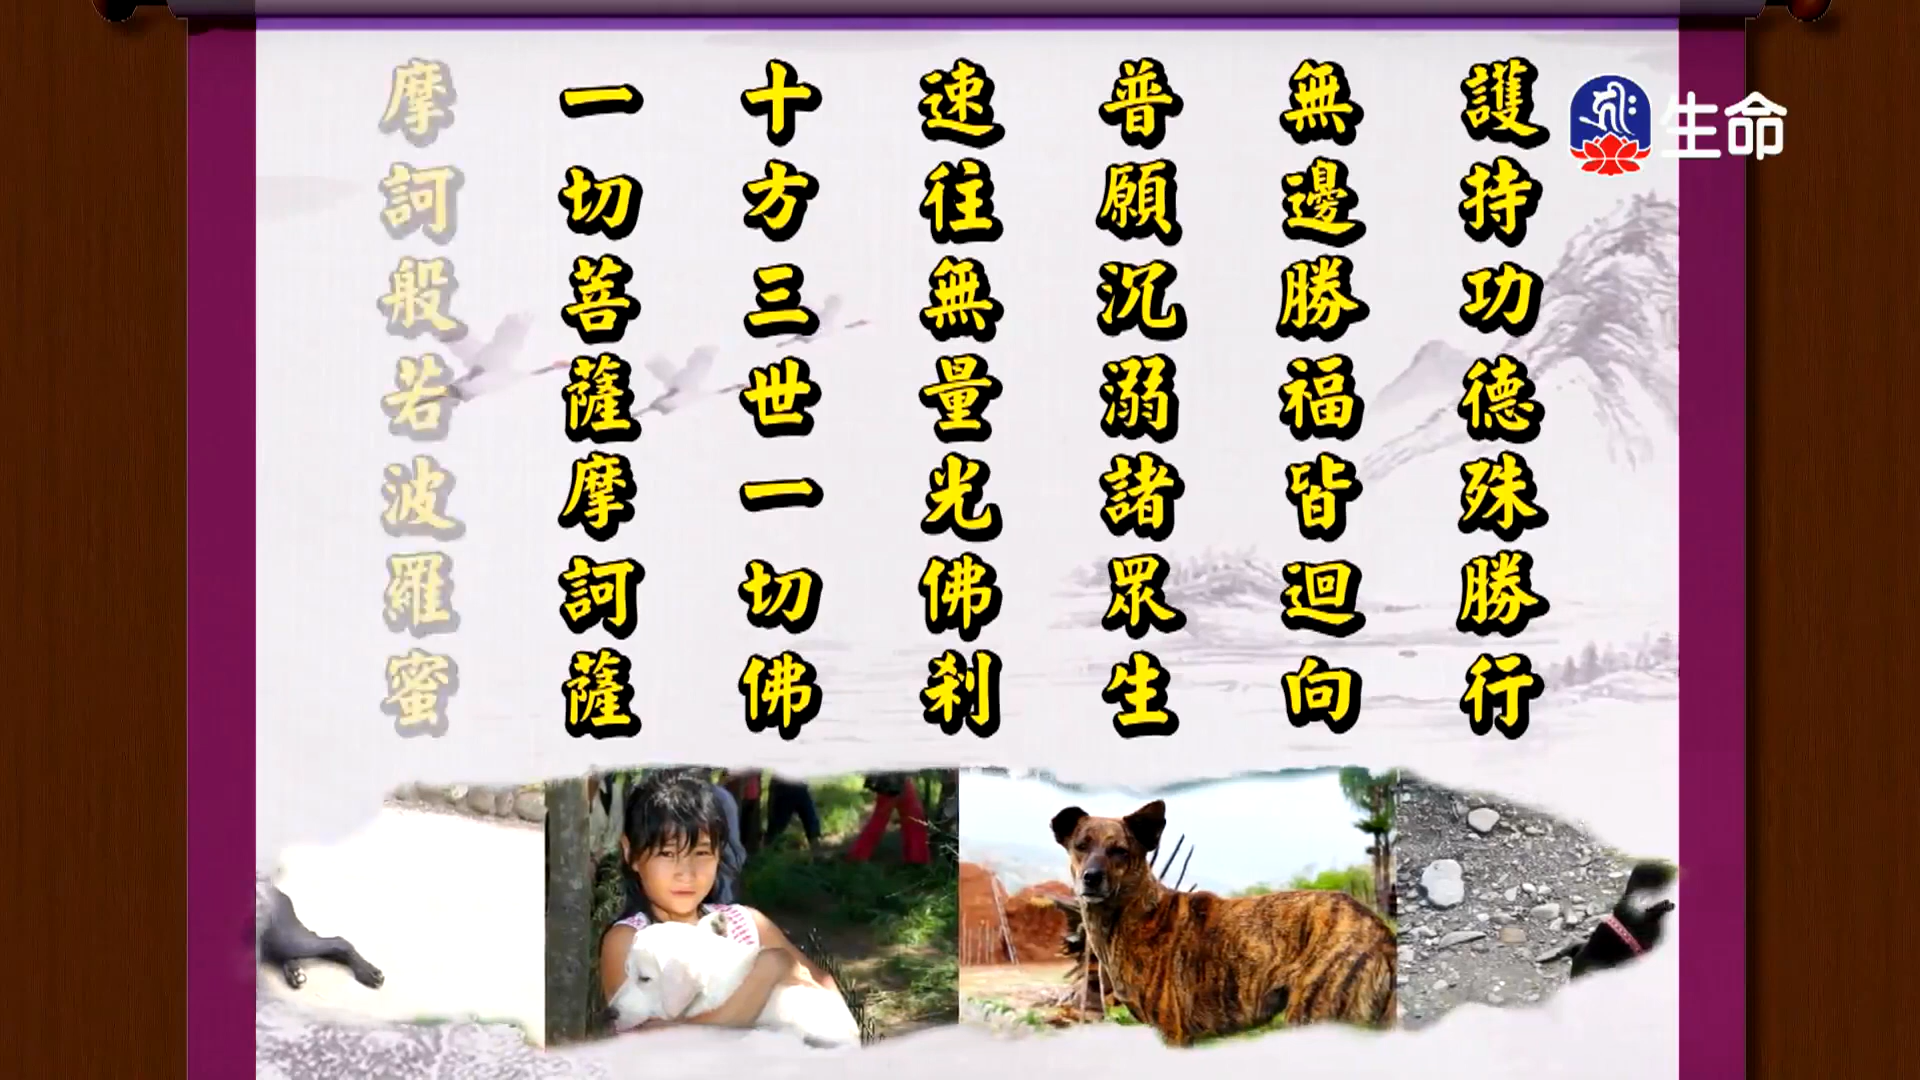 護持功德殊勝行
無邊勝福皆迴向
普願沉溺諸眾生
速往無量光佛剎
十方三世一切佛
一切菩薩摩訶薩
摩訶般若波羅蜜
生命